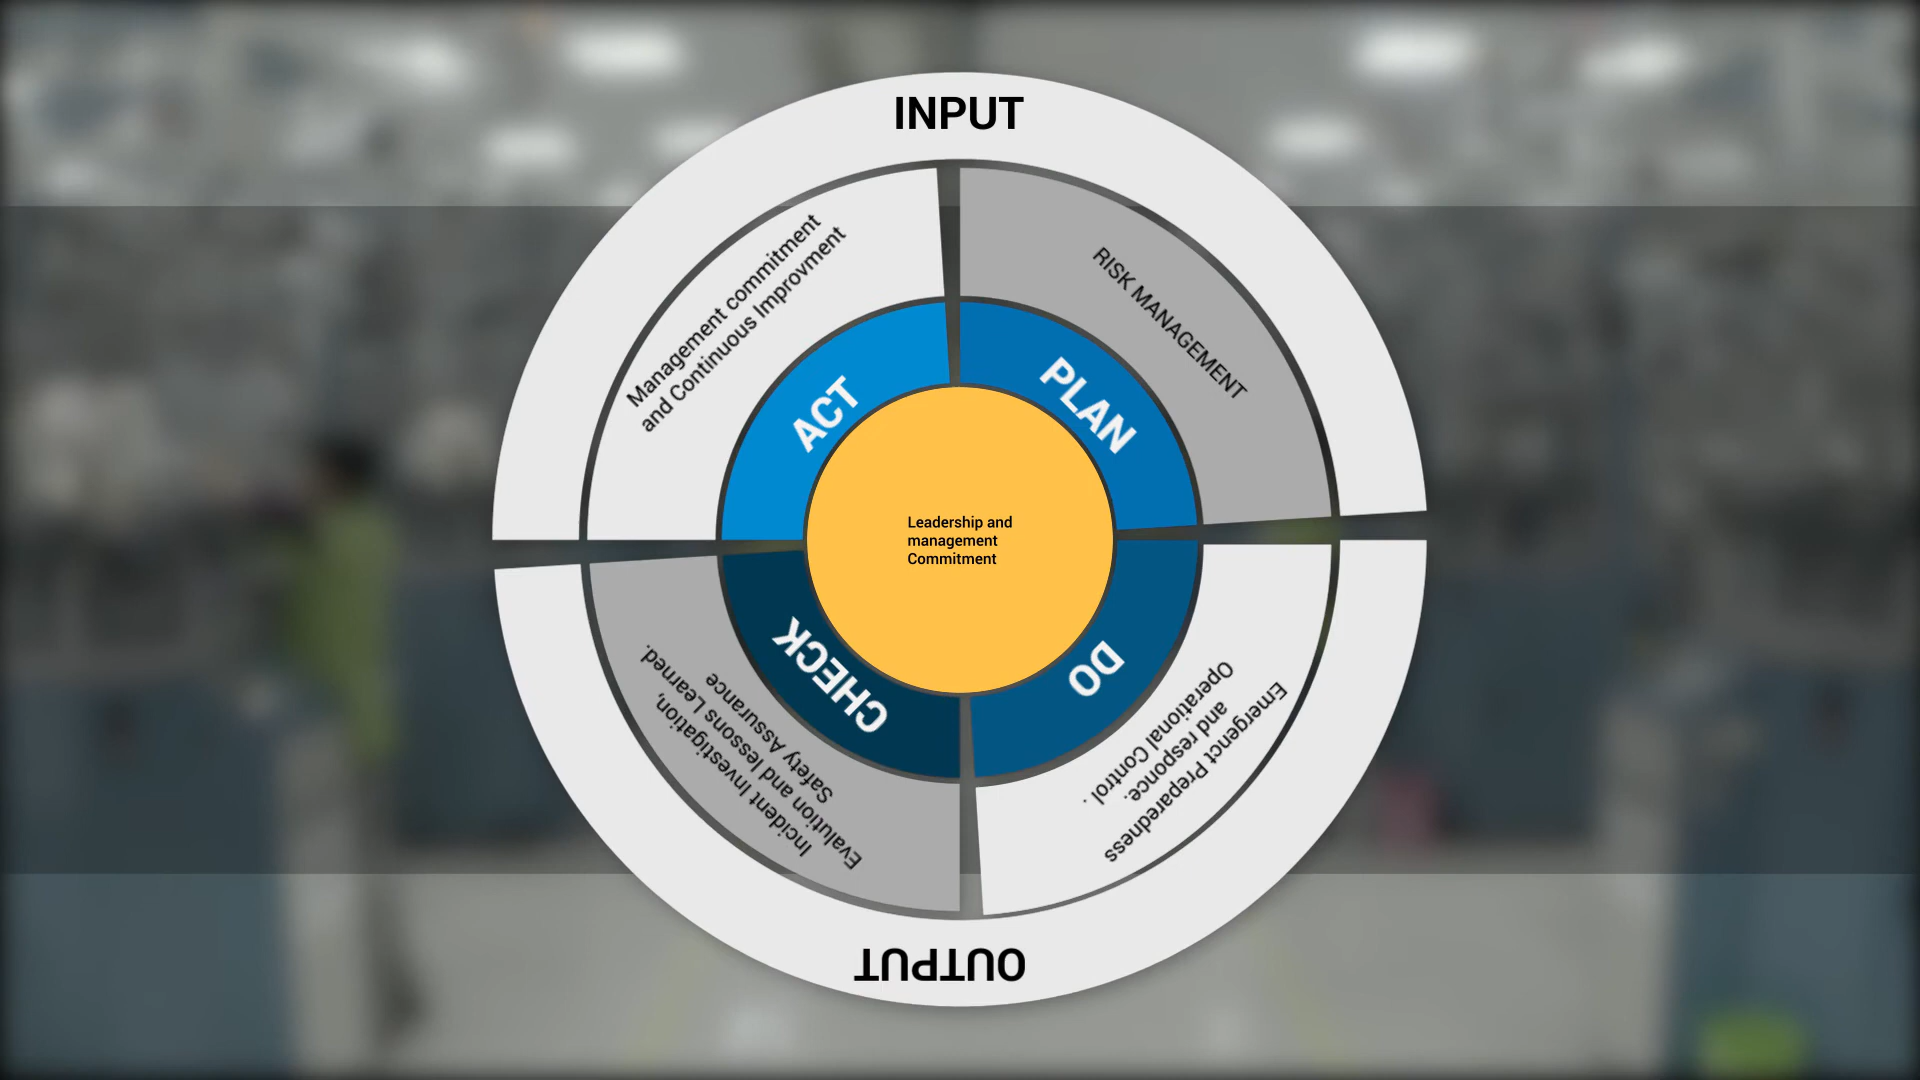 INPUT
Management commitment
and Continuous Improvment
RISK MANAGEMENT
ACT
PLAN
Leadership and
management
Commitment
CHECK
DO
Safety Assurance
Evalution and lessons Learned.
Incident Investigation,
Emergenct Preparedness
and responce.
Operational Control .
OUTPUT